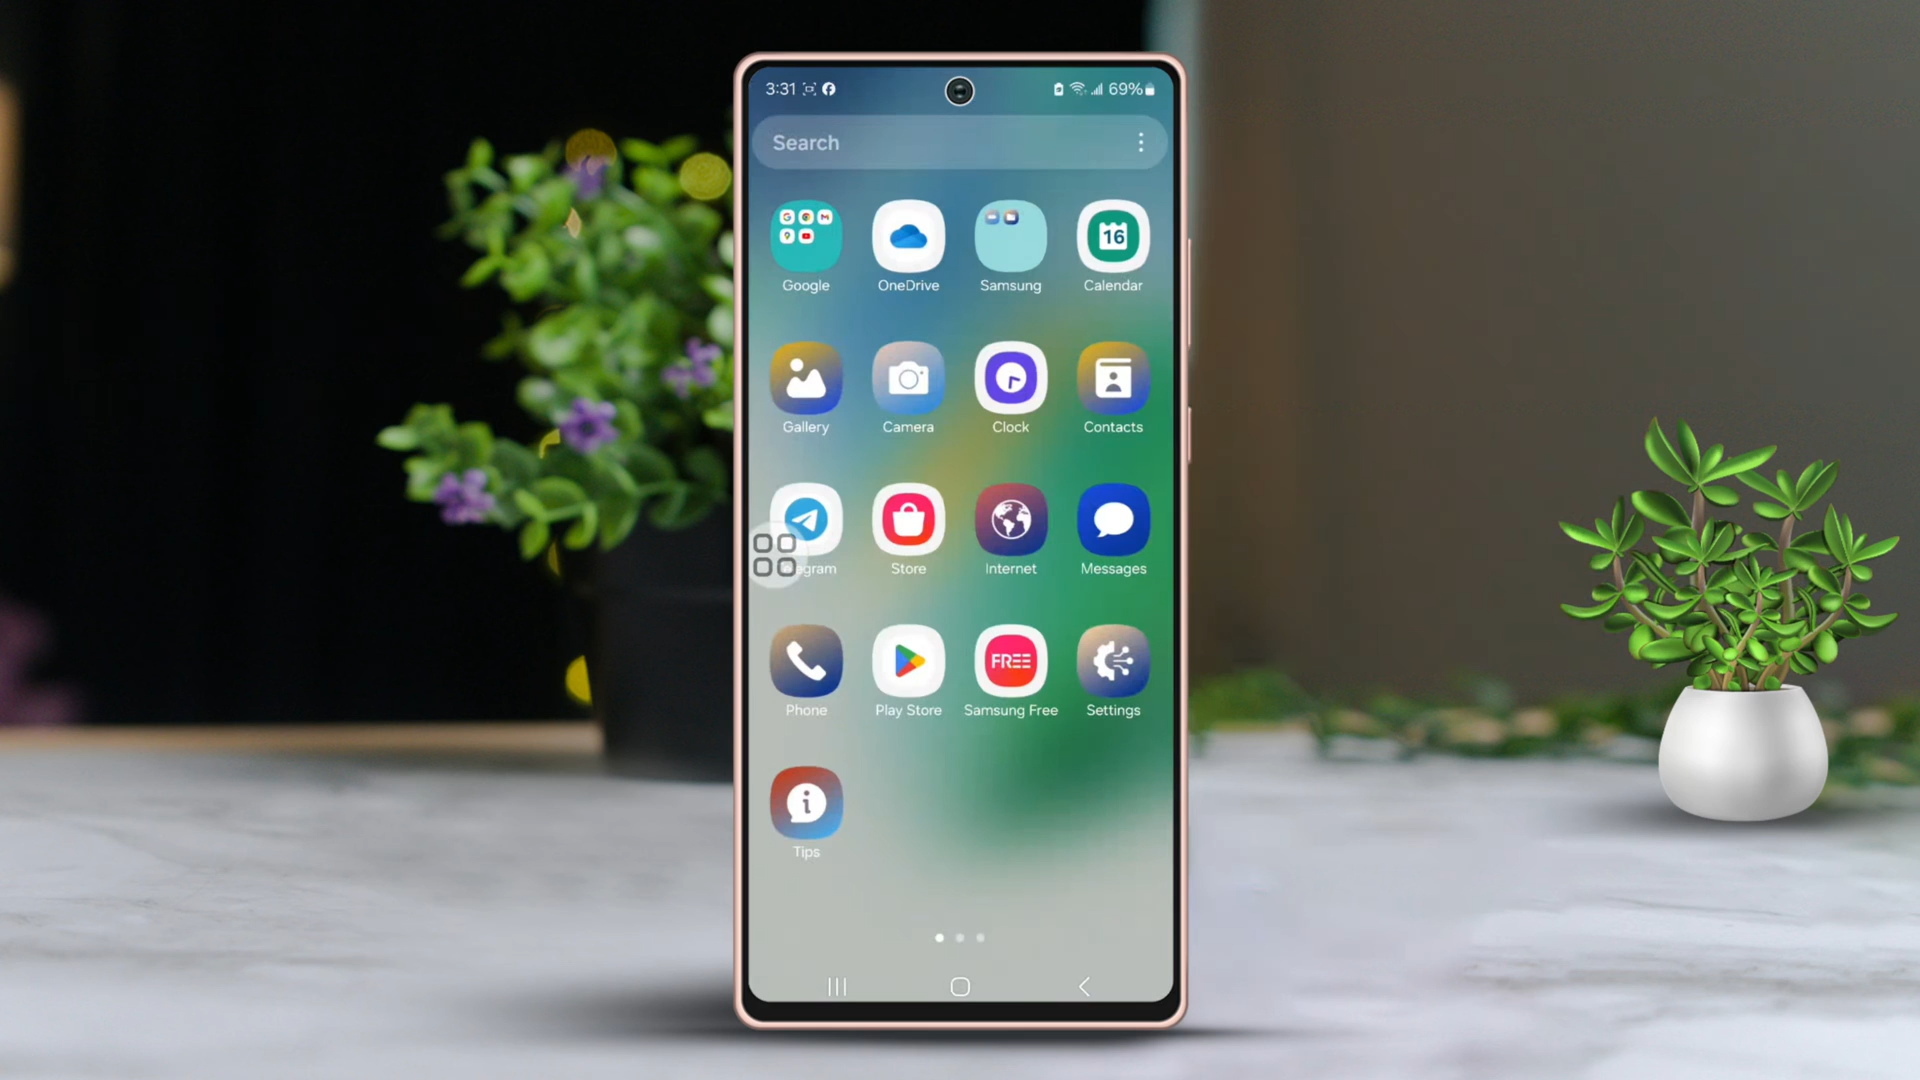 3:31 69%
Search
16
Google OneDrive Samsung Calendar
Gallery Camera Clock Contacts
agram Store Internet Messages
FREE
Phone Play Store Samsung Free Settings
Tips